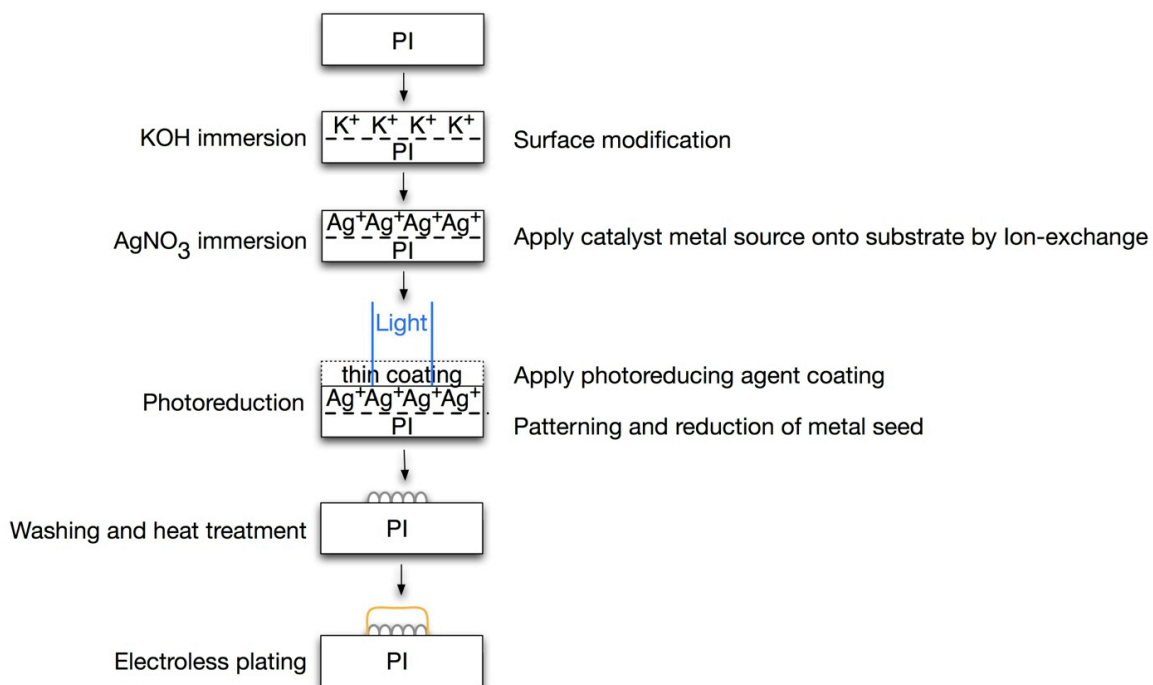 PI
KOH immersion
K+ K+ K+ K+
PI
Surface modification
AgNO3 immersion
Ag+Ag+Ag+Ag+
PI
Apply catalyst metal source onto substrate by Ion-exchange
Light
thin coating
Apply photoreducing agent coating
Photoreduction
Ag+Ag+Ag+Ag+
PI
Patterning and reduction of metal seed
Washing and heat treatment
PI
Electroless plating
PI